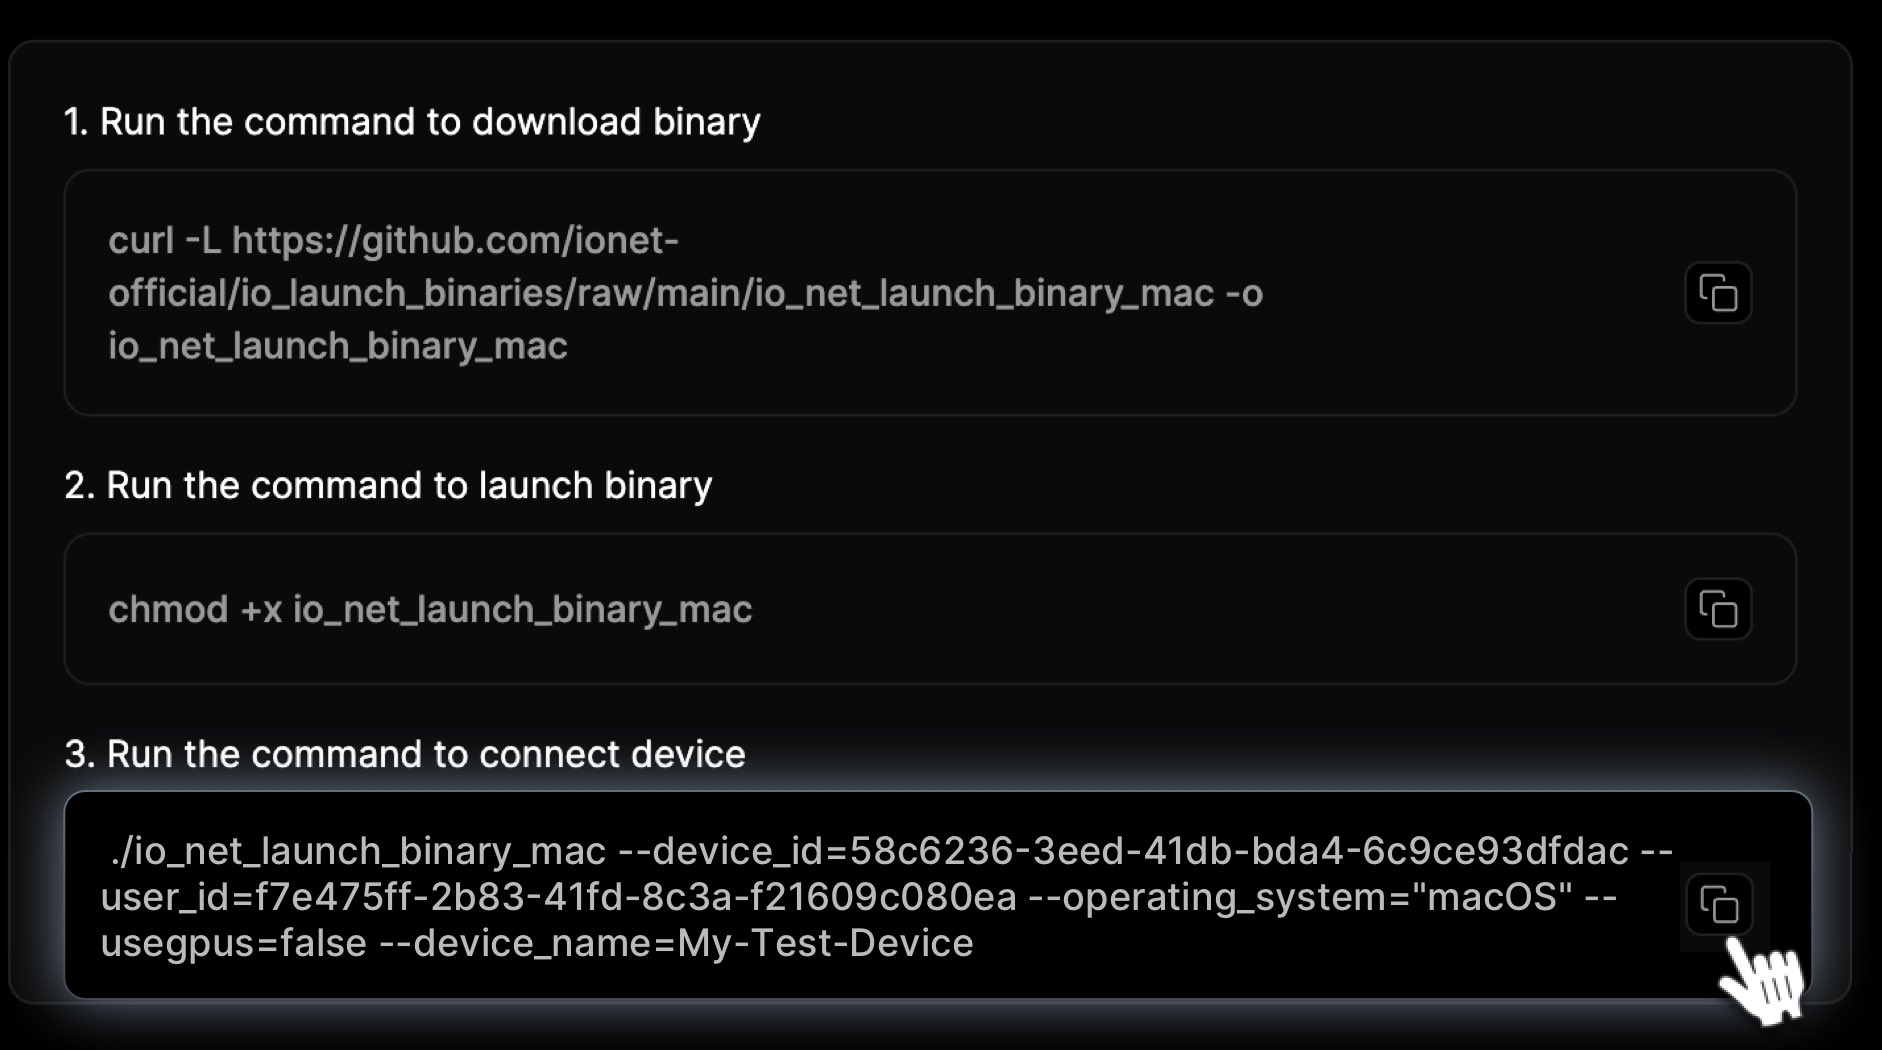 1. Run the command to download binary
curl -L https://github.com/ionet-
official/io_launch_binaries/raw/main/io_net_launch_binary_mac -o
io_net_launch_binary_mac
2. Run the command to launch binary
chmod +x io_net_launch_binary_mac
3. Run the command to connect device
./io_net_launch_binary_mac --device_id=58c6236-3eed-41db-bda4-6c9ce93dfdac --
user_id=f7e475ff-2b83-41fd-8c3a-f21609c080ea --operating_system="macOS" --
usegpus=false --device_name=My-Test-Device